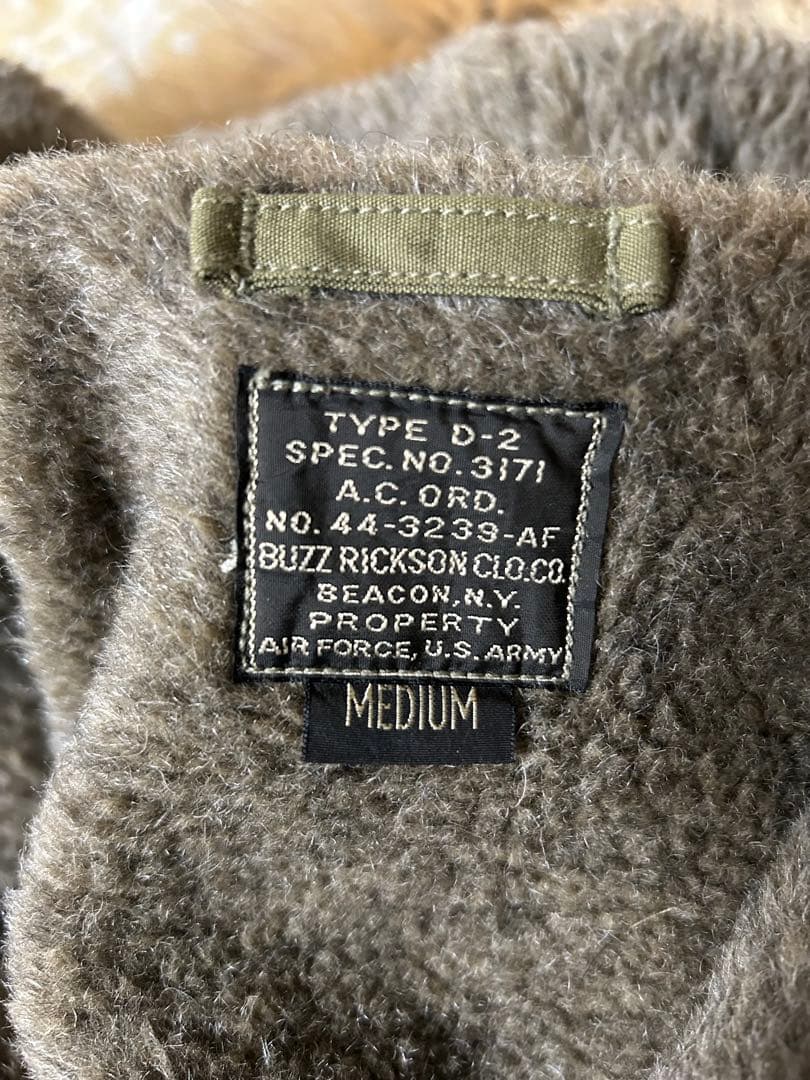 TYPE D-2
SPEC. NO. 3171
A.C. ORD.
NO. 44-3239-AF
BUZZ RICKSON CLO.CO.
BEACON, N.Y.
PROPERTY
AIR FORCE, U.S. ARMY
MEDIUM